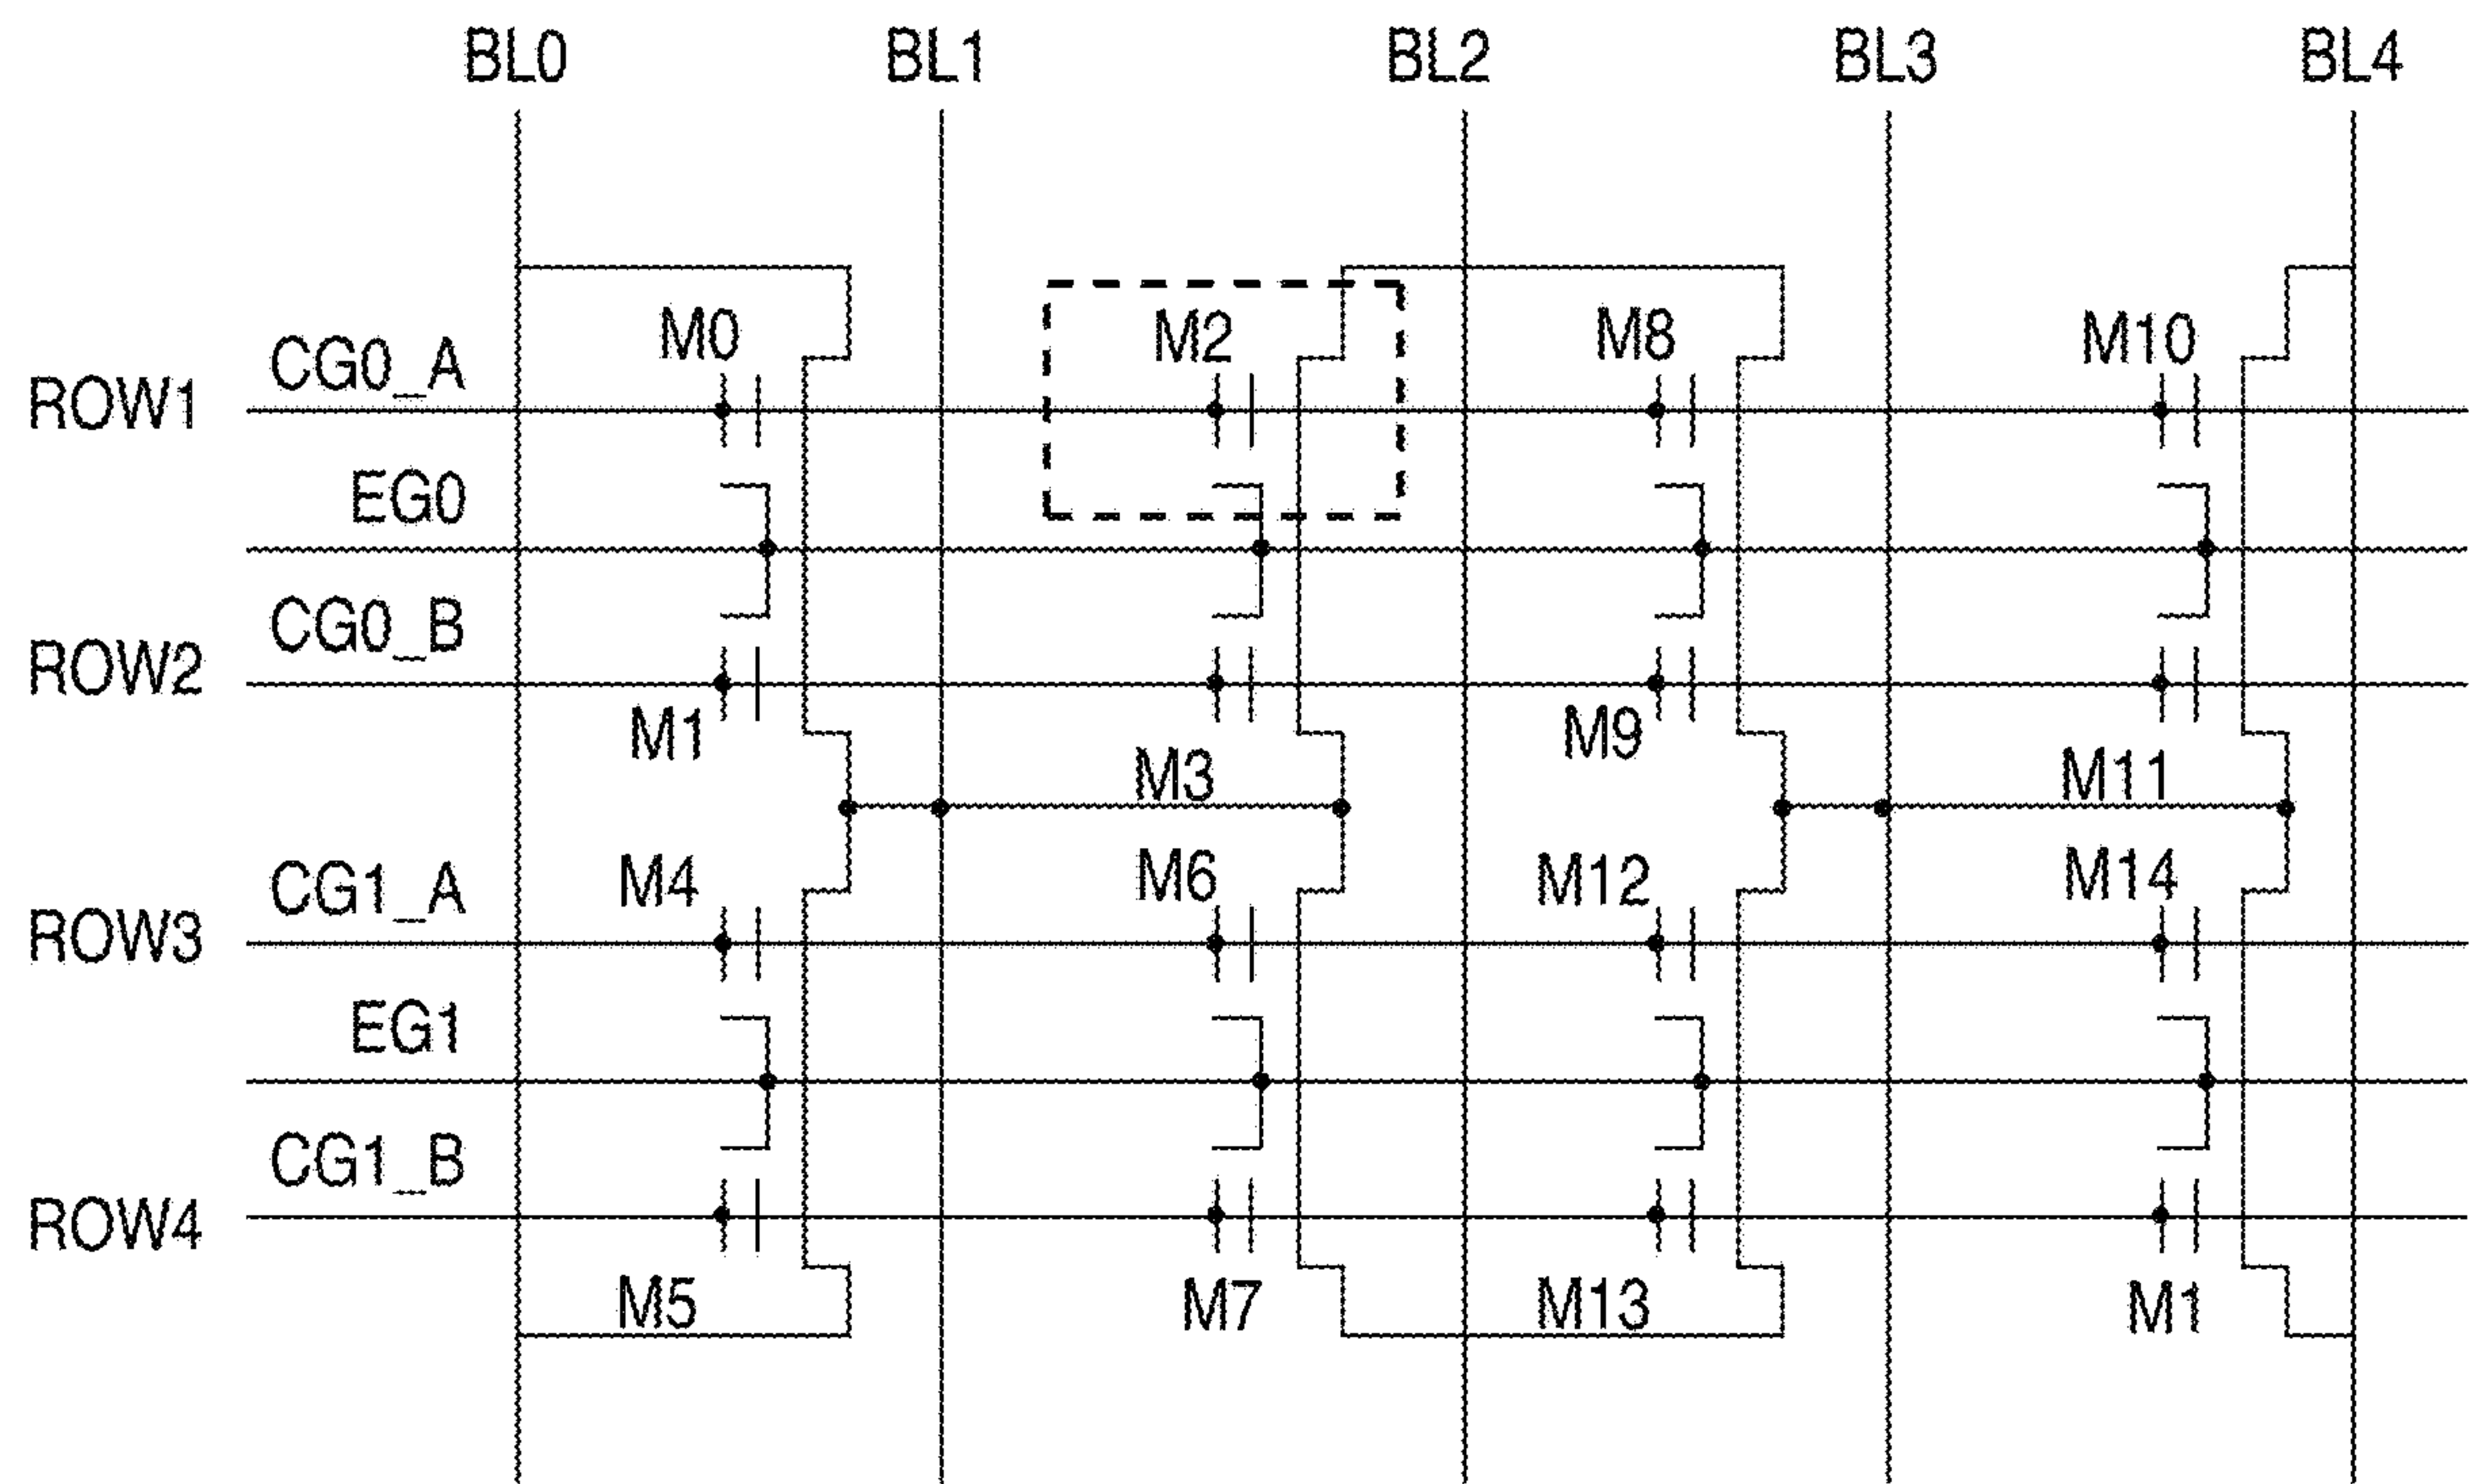 BL0 BL1 BL2 BL3 BL4
M0 M2 M8 M10
ROW1 CG0_A
EG0
CG0_B
ROW2
M1 M3 M9 M11
ROW3 CG1_A M4 M6 M12 M14
EG1
CG1_B
ROW4
M5 M7 M13 M1